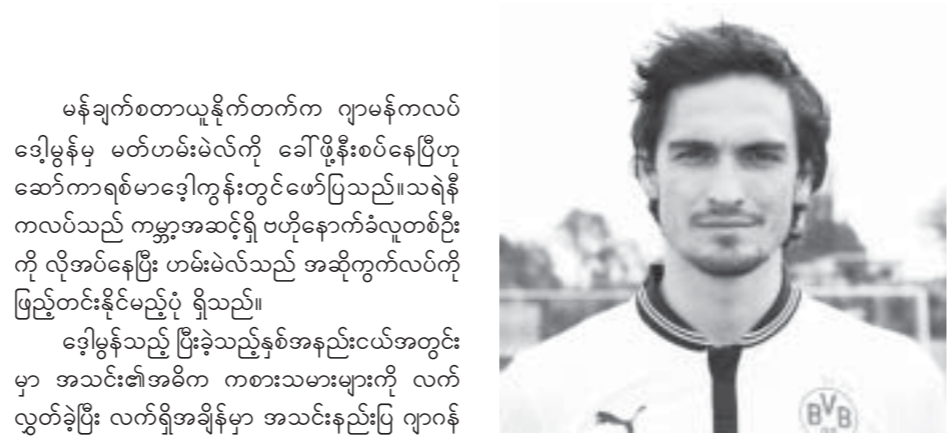 မန်ချက်စတာယူနိုက်တက်က ဂျာမန်ကလပ်
ဒေါ့မွန်မှ မတ်ဟမ်းမဲလ်ကို ခေါ်ဖို့နီးစပ်နေပြီဟု
ဆော်ကာရစ်မာဒေါ့ကွန်းတွင်ဖော်ပြသည်။သရဲနီ
ကလပ်သည် ကမ္ဘာ့အဆင့်ရှိ ဗဟိုနောက်ခံလူတစ်ဦး
ကို လိုအပ်နေပြီး ဟမ်းမဲလ်သည် အဆိုကွက်လပ်ကို
ဖြည့်တင်းနိုင်မည့်ပုံ ရှိသည်။
ဒေ့ါမွန်သည့် ပြီးခဲ့သည့်နှစ်အနည်းငယ်အတွင်း
မှာ အသင်း၏အဓိက ကစားသမားများကို လက်
လွှတ်ခဲ့ပြီး လက်ရှိအချိန်မှာ အသင်းနည်းပြ ဂျာဂန်
BVB
09